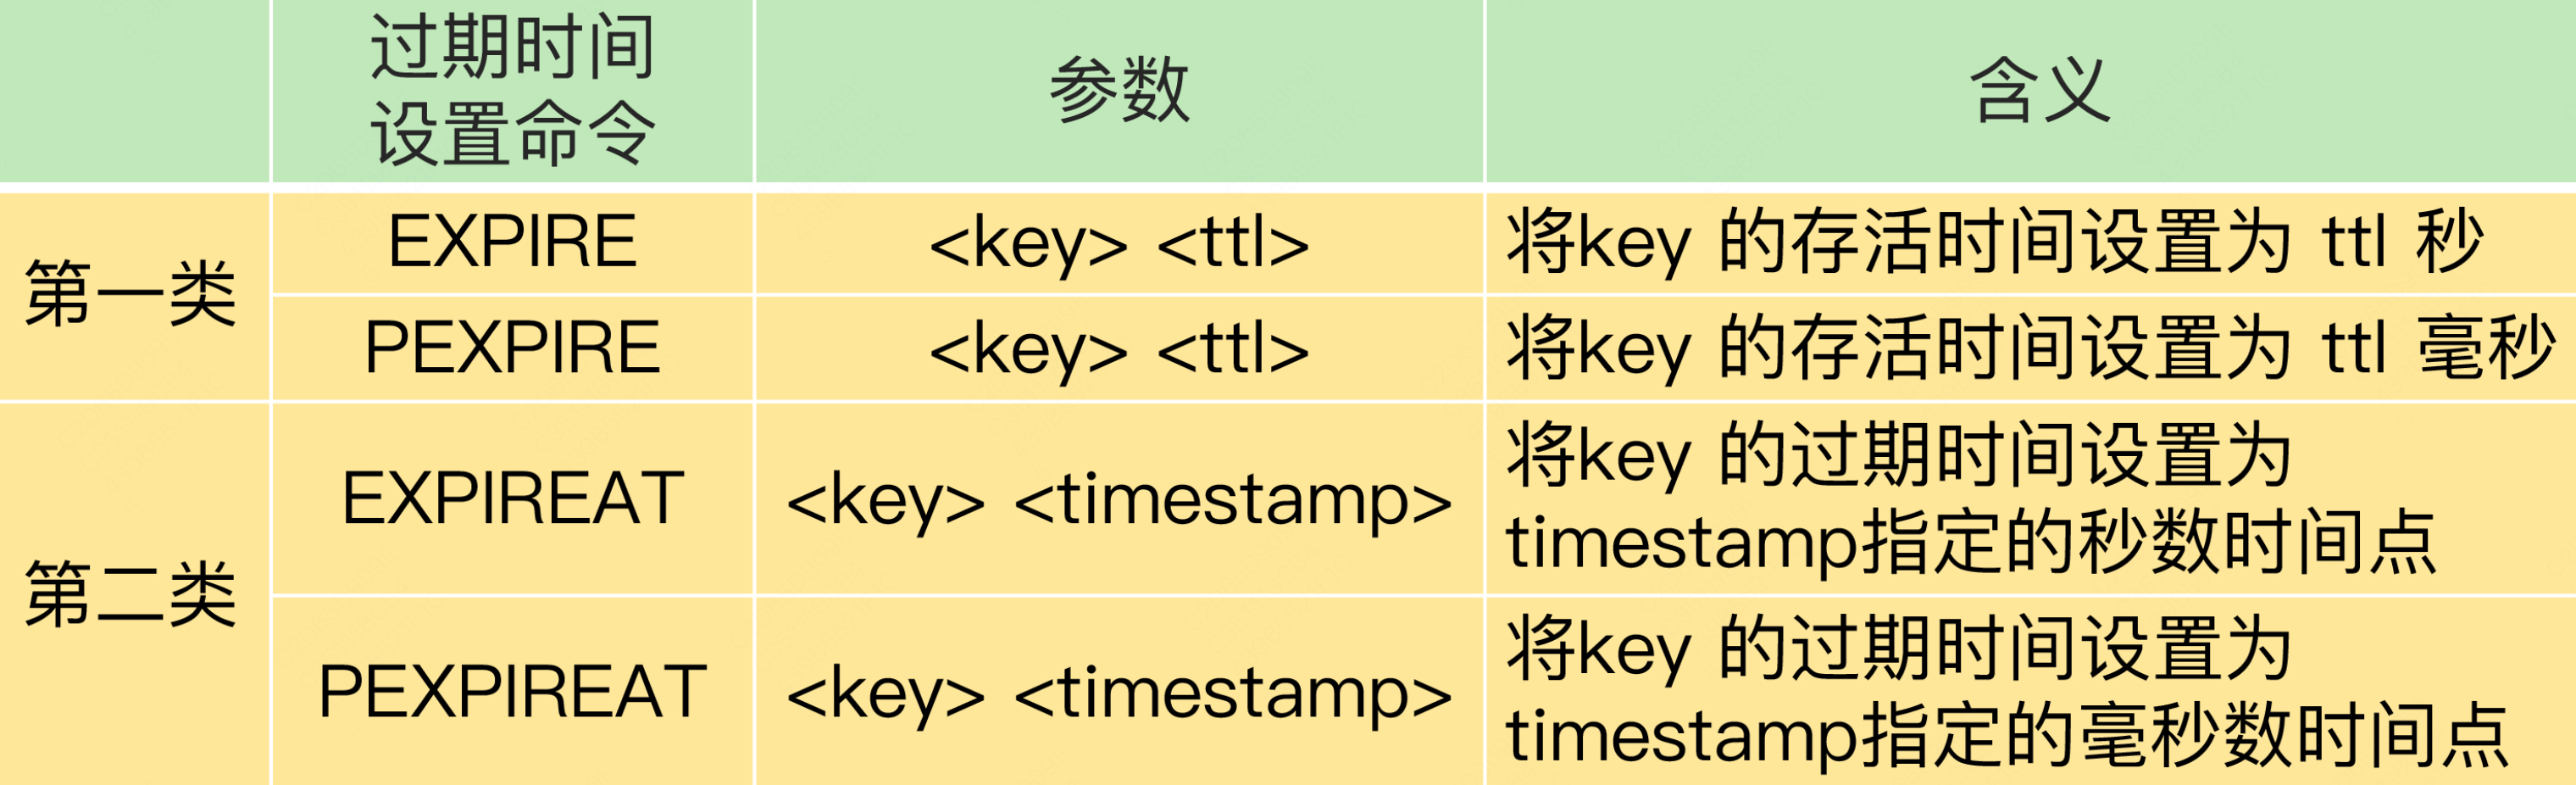 过期时间
设置命令
参数
含义
第一类
EXPIRE
<key> <ttl>
将key 的存活时间设置为 ttl 秒
PEXPIRE
<key> <ttl>
将key 的存活时间设置为 ttl 毫秒
第二类
EXPIREAT
<key> <timestamp>
将key 的过期时间设置为
timestamp指定的秒数时间点
PEXPIREAT
<key> <timestamp>
将key 的过期时间设置为
timestamp指定的毫秒数时间点